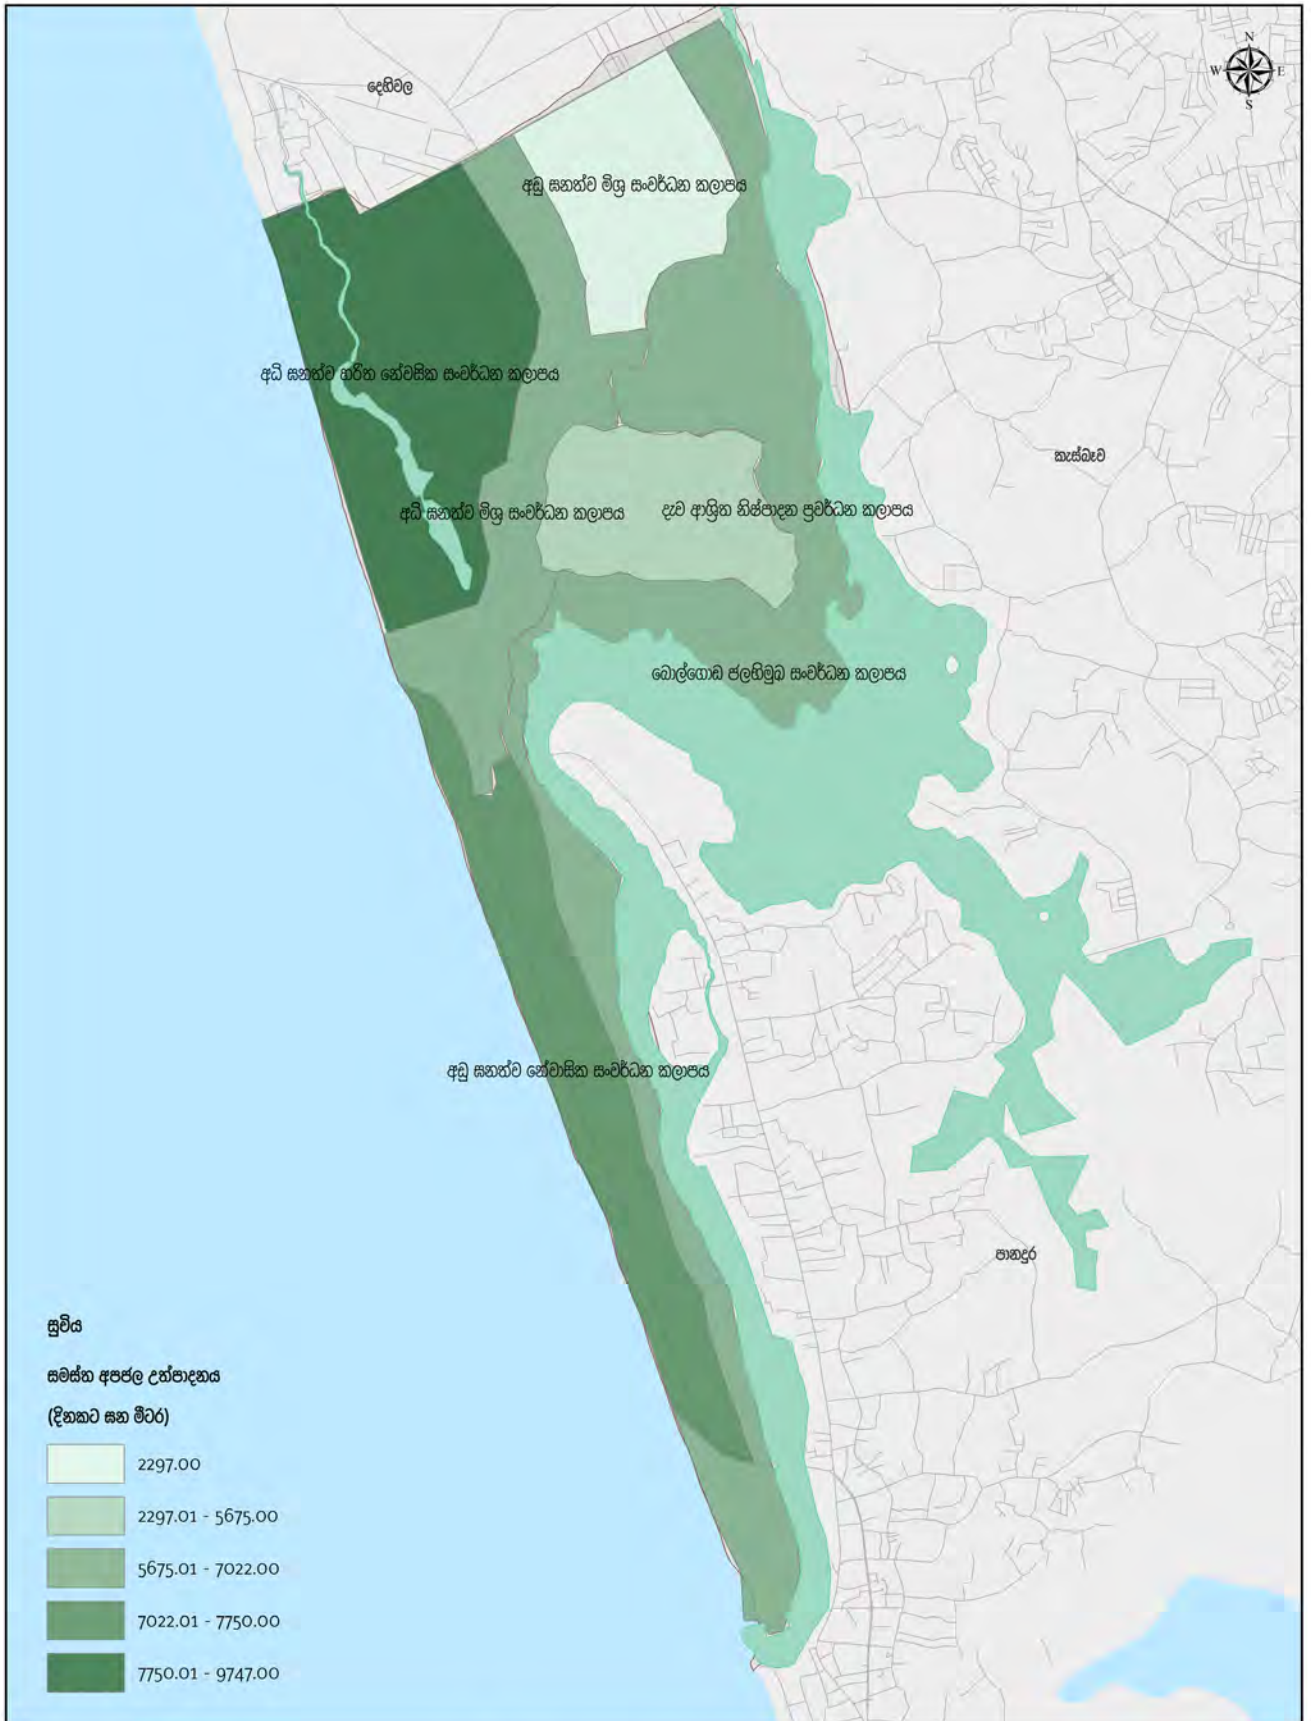 N
W E
S
දෙහිවල
අඩු ඝනත්ව මිශ්‍ර සංවර්ධන කලාපය
අධි ඝනත්ව හරිත නේවසික සංවර්ධන කලාපය
කැස්බෑව
අධි ඝනත්ව මිශ්‍ර සංවර්ධන කලාපය
දැව ආශ්‍රිත නිෂ්පාදන ප්‍රවර්ධන කලාපය
බොල්ගොඩ ජලභිමුඛ සංවර්ධන කලාපය
අඩු ඝනත්ව නේවාසික සංවර්ධන කලාපය
පානදුර
සුචිය
සමස්ත අපජල උත්පාදනය
(දිනකට ඝන මීටර)
2297.00
2297.01 - 5675.00
5675.01 - 7022.00
7022.01 - 7750.00
7750.01 - 9747.00